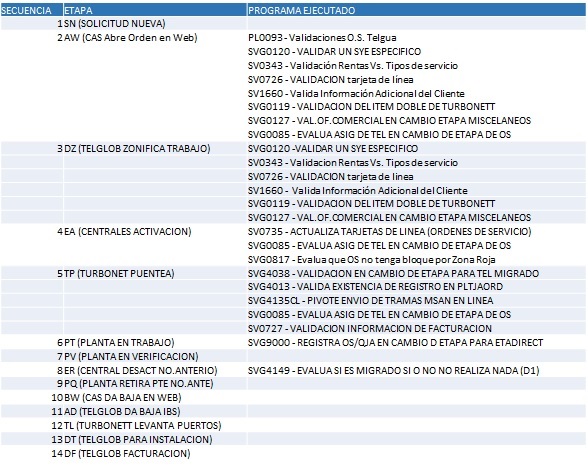 SECUENCIA ETAPA PROGRAMA EJECUTADO
1 SN (SOLICITUD NUEVA)
2 AW (CAS Abre Orden en Web) PL0093 - Validaciones O.S. Telgua
SVG0120 - VALIDAR UN SYE ESPECIFICO
SV0343 - Validación Rentas Vs. Tipos de servicio
SV0726 - VALIDACION tarjeta de línea
SV1660 - Valida Información Adicional del Cliente
SVG0119 - VALIDACION DEL ITEM DOBLE DE TURBONETT
SVG0127 - VAL.OF.COMERCIAL EN CAMBIO ETAPA MISCELANEOS
SVG0085 - EVALUA ASIG DE TEL EN CAMBIO DE ETAPA DE OS
3 DZ (TELGLOB ZONIFICA TRABAJO) SVG0120 -VALIDAR UN SYE ESPECIFICO
SV0343 - Validacion Rentas Vs. Tipos de servicio
SV0726 - VALIDACION tarjeta de línea
SV1660 - Valida Información Adicional del Cliente
SVG0119 - VALIDACION DEL ITEM DOBLE DE TURBONETT
SVG0127 - VAL.OF.COMERCIAL EN CAMBIO ETAPA MISCELANEOS
4 EA (CENTRALES ACTIVACION) SV0735 - ACTUALIZA TARJETAS DE LINEA (ORDENES DE SERVICIO)
SVG0085 - EVALUA ASIG DE TEL EN CAMBIO DE ETAPA DE OS
SVG0817 - Evalua que OS no tenga bloque por Zona Roja
5 TP (TURBONET PUENTEA) SVG4038 - VALIDACION EN CAMBIO DE ETAPA PARA TEL MIGRADO
SVG4013 - VALIDA EXISTENCIA DE REGISTRO EN PLTJAORD
SVG4135CL - PIVOTE ENVIO DE TRAMAS MSAN EN LINEA
SVG0085 - EVALUA ASIG DE TEL EN CAMBIO DE ETAPA DE OS
SV0727 - VALIDACION INFORMACION DE FACTURACION
6 PT (PLANTA EN TRABAJO) SVG9000 - REGISTRA OS/QJA EN CAMBIO D ETAPA PARA ETADIRECT
7 PV (PLANTA EN VERIFICACION)
8 ER (CENTRAL DESACT NO.ANTERIO) SVG4149 - EVALUA SI ES MIGRADO SI O NO NO REALIZA NADA (D1)
9 PQ (PLANTA RETIRA PTE NO.ANTE)
10 BW (CAS DA BAJA EN WEB)
11 AD (TELGLOB DA BAJA IBS)
12 TL (TURBONETT LEVANTA PUERTOS)
13 DT (TELGLOB PARA INSTALACION)
14 DF (TELGLOB FACTURACION)